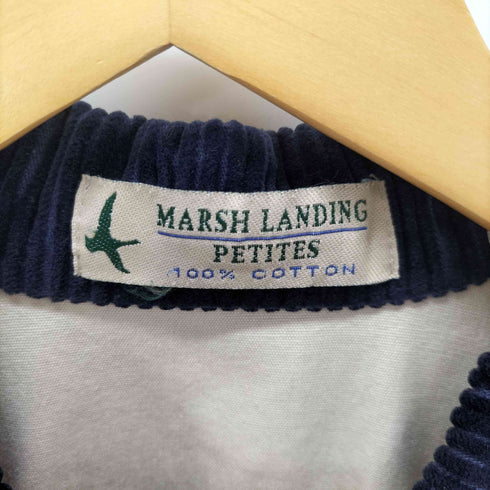 MARSH LANDING
PETITES
100% COTTON